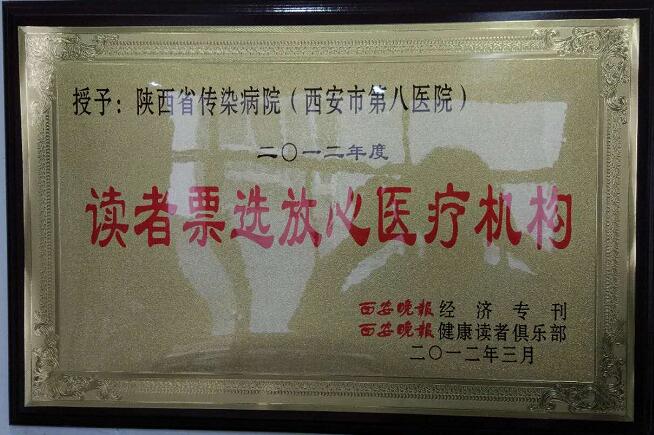 授予：陕西省传染病院（西安市第八医院）
二〇一二年度
读者票选放心医疗机构
西安晚报 经济专刊
西安晚报 健康读者俱乐部
二〇一二年三月